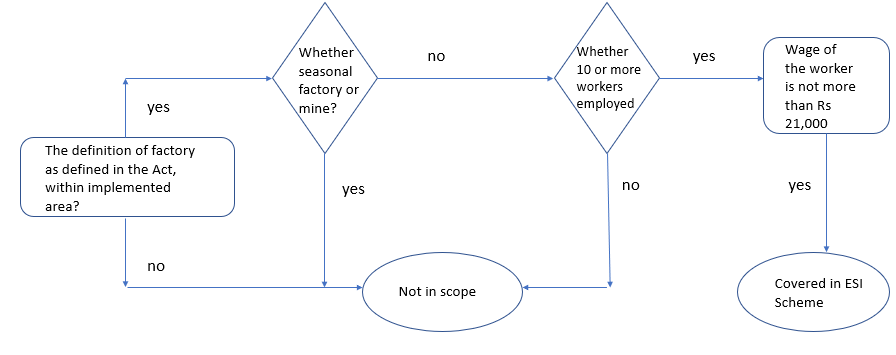 Whether
seasonal
factory or
mine?
no
Whether
10 or more
workers
employed
yes
Wage of
the worker
is not more
than Rs
21,000
yes
The definition of factory
as defined in the Act,
within implemented
area?
yes
no
yes
no
Not in scope
Covered in ESI
Scheme